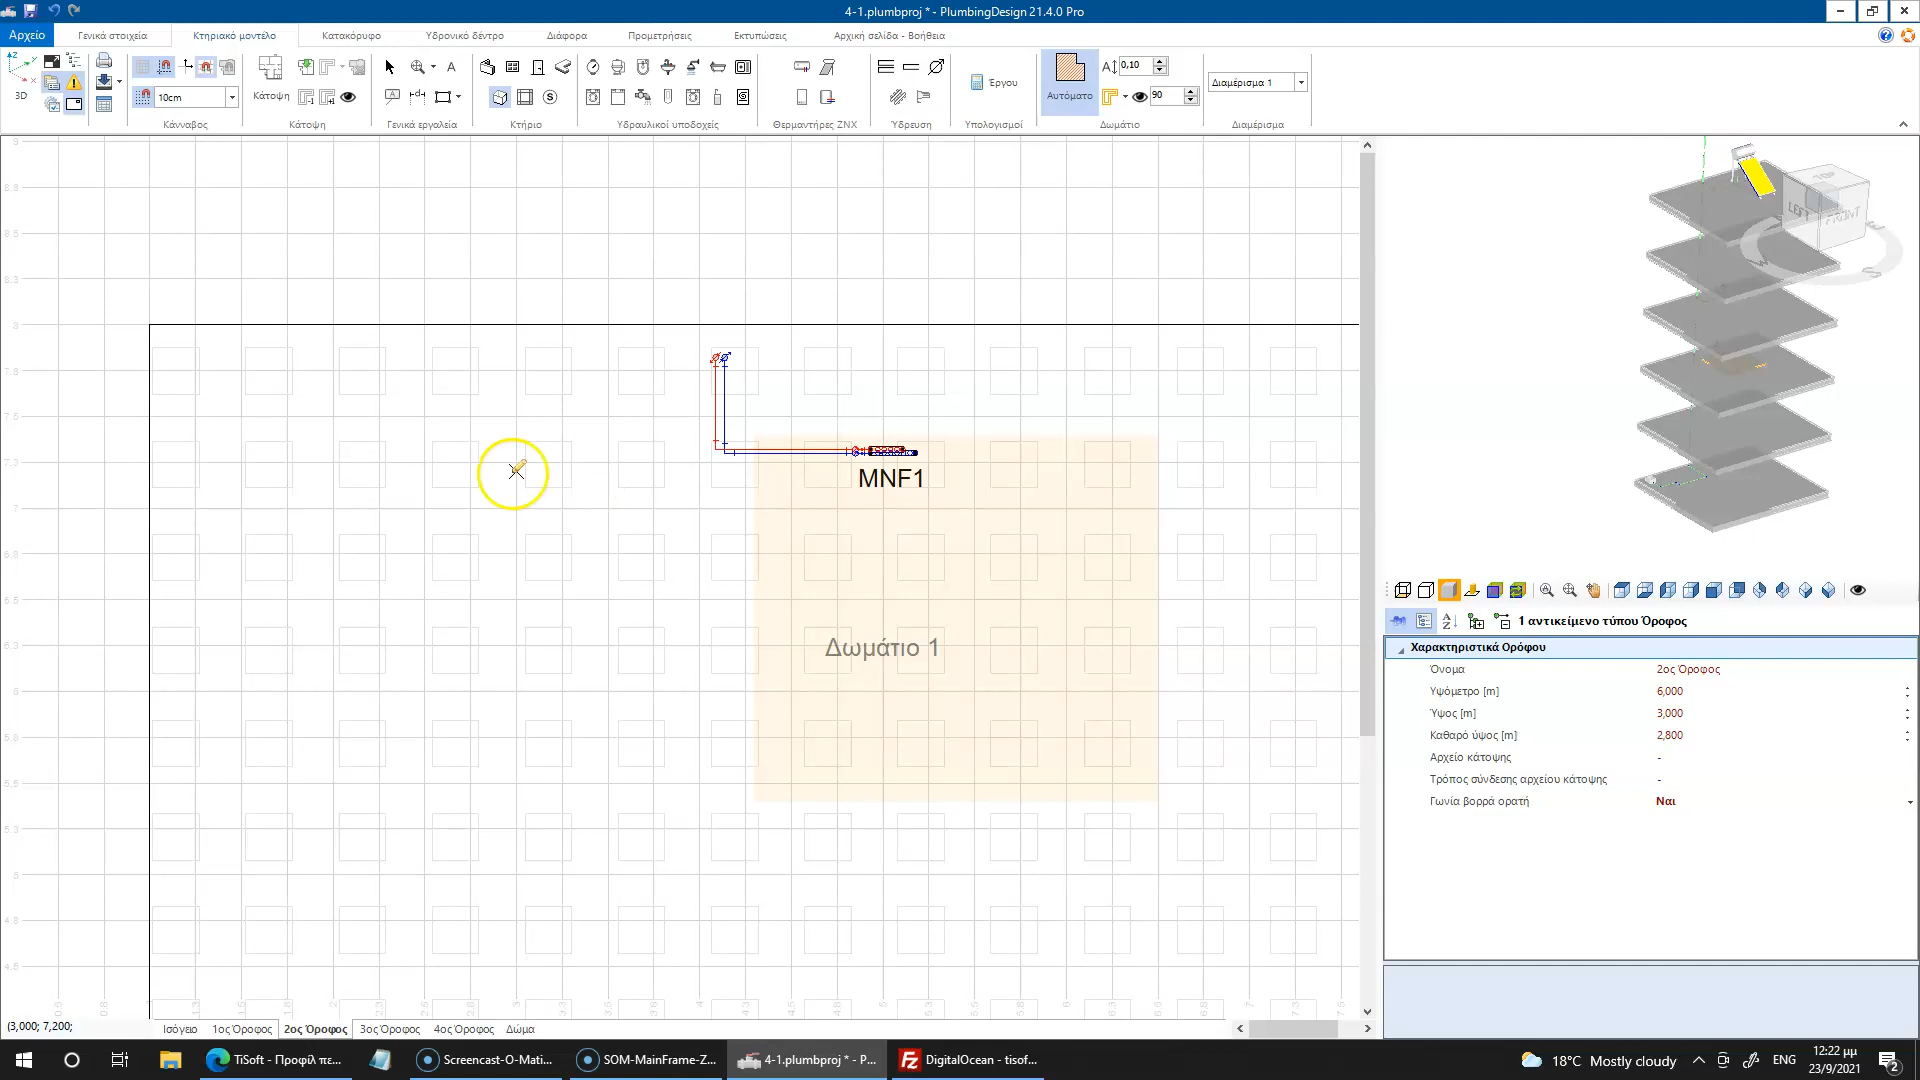 4-1.plumbproj * - PlumbingDesign 21.4.0 Pro
Αρχείο Γενικά στοιχεία Κτηριακό μοντέλο Κατακόρυφο Υδρονικό δέντρο Διάφορα Προμετρήσεις Εκτυπώσεις Αρχική σελίδα - Βοήθεια
3D
10cm
Κάτοψη
Έργου
Αυτόματο
0,10
90
Διαμέρισμα 1
Κάνναβος Κάτοψη Γενικά εργαλεία Κτήριο Υδραυλικοί υποδοχείς Θερμαντήρες ΖΝΧ Ύδρευση Υπολογισμοί Δωμάτιο Διαμέρισμα
TOP
LEFT
FRONT
MNF1
Δωμάτιο 1
1 αντικείμενο τύπου Όροφος
Χαρακτηριστικά Ορόφου
Όνομα 2ος Όροφος
Υψόμετρο [m] 6,000
Ύψος [m] 3,000
Καθαρό ύψος [m] 2,800
Αρχείο κάτοψης -
Τρόπος σύνδεσης αρχείου κάτοψης -
Γωνία βορρά ορατή Ναι
(3,000; 7,200;
Ισόγειο 1ος Όροφος 2ος Όροφος 3ος Όροφος 4ος Όροφος Δώμα
TiSoft - Προφίλ πε...
Screencast-O-Mati...
SOM-MainFrame-Z...
4-1.plumbproj * - P...
DigitalOcean - tisof...
18°C Mostly cloudy
ENG
12:22 μμ
23/9/2021
2